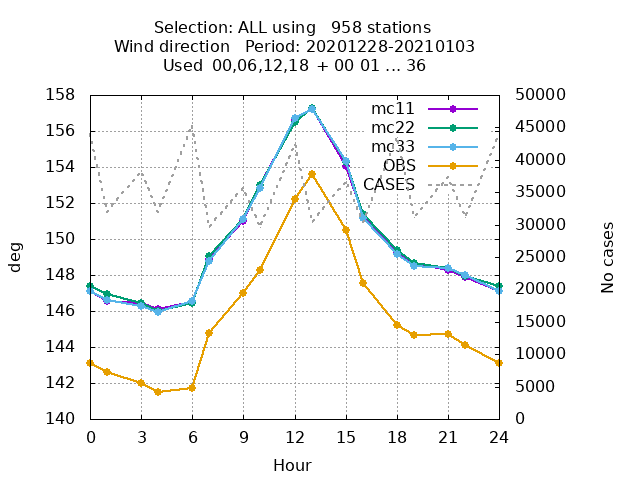 Selection: ALL using   958 stations
Wind direction   Period: 20201228-20210103
Used  00,06,12,18 + 00 01 ... 36
mc11
mc22
mc33
OBS
CASES
158
156
154
152
150
148
146
144
142
140
deg
50000
45000
40000
35000
30000
25000
20000
15000
10000
5000
0
No cases
0 3 6 9 12 15 18 21 24
Hour